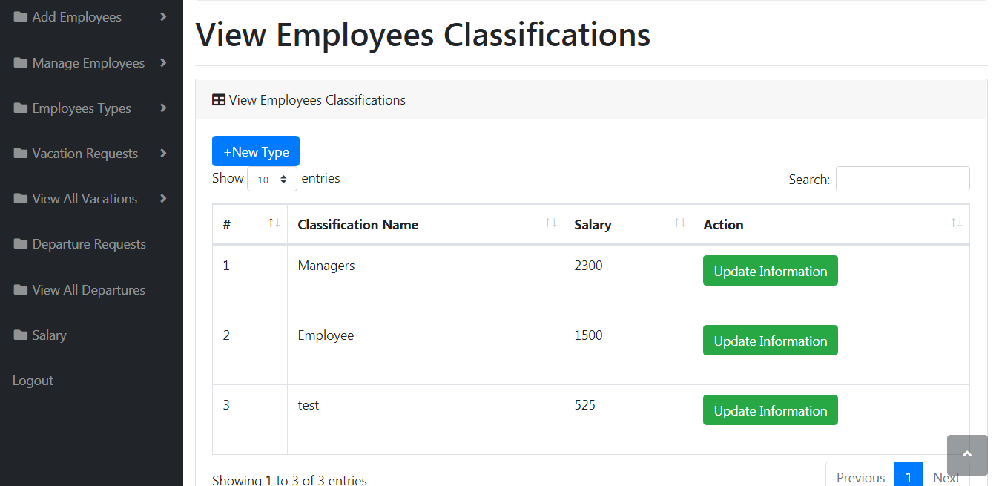 Add Employees
Manage Employees
Employees Types
Vacation Requests
View All Vacations
Departure Requests
View All Departures
Salary
Logout
View Employees Classifications
View Employees Classifications
+New Type
Show 10 entries
Search:
# Classification Name Salary Action
1 Managers 2300 Update Information
2 Employee 1500 Update Information
3 test 525 Update Information
Showing 1 to 3 of 3 entries
Previous 1 Next